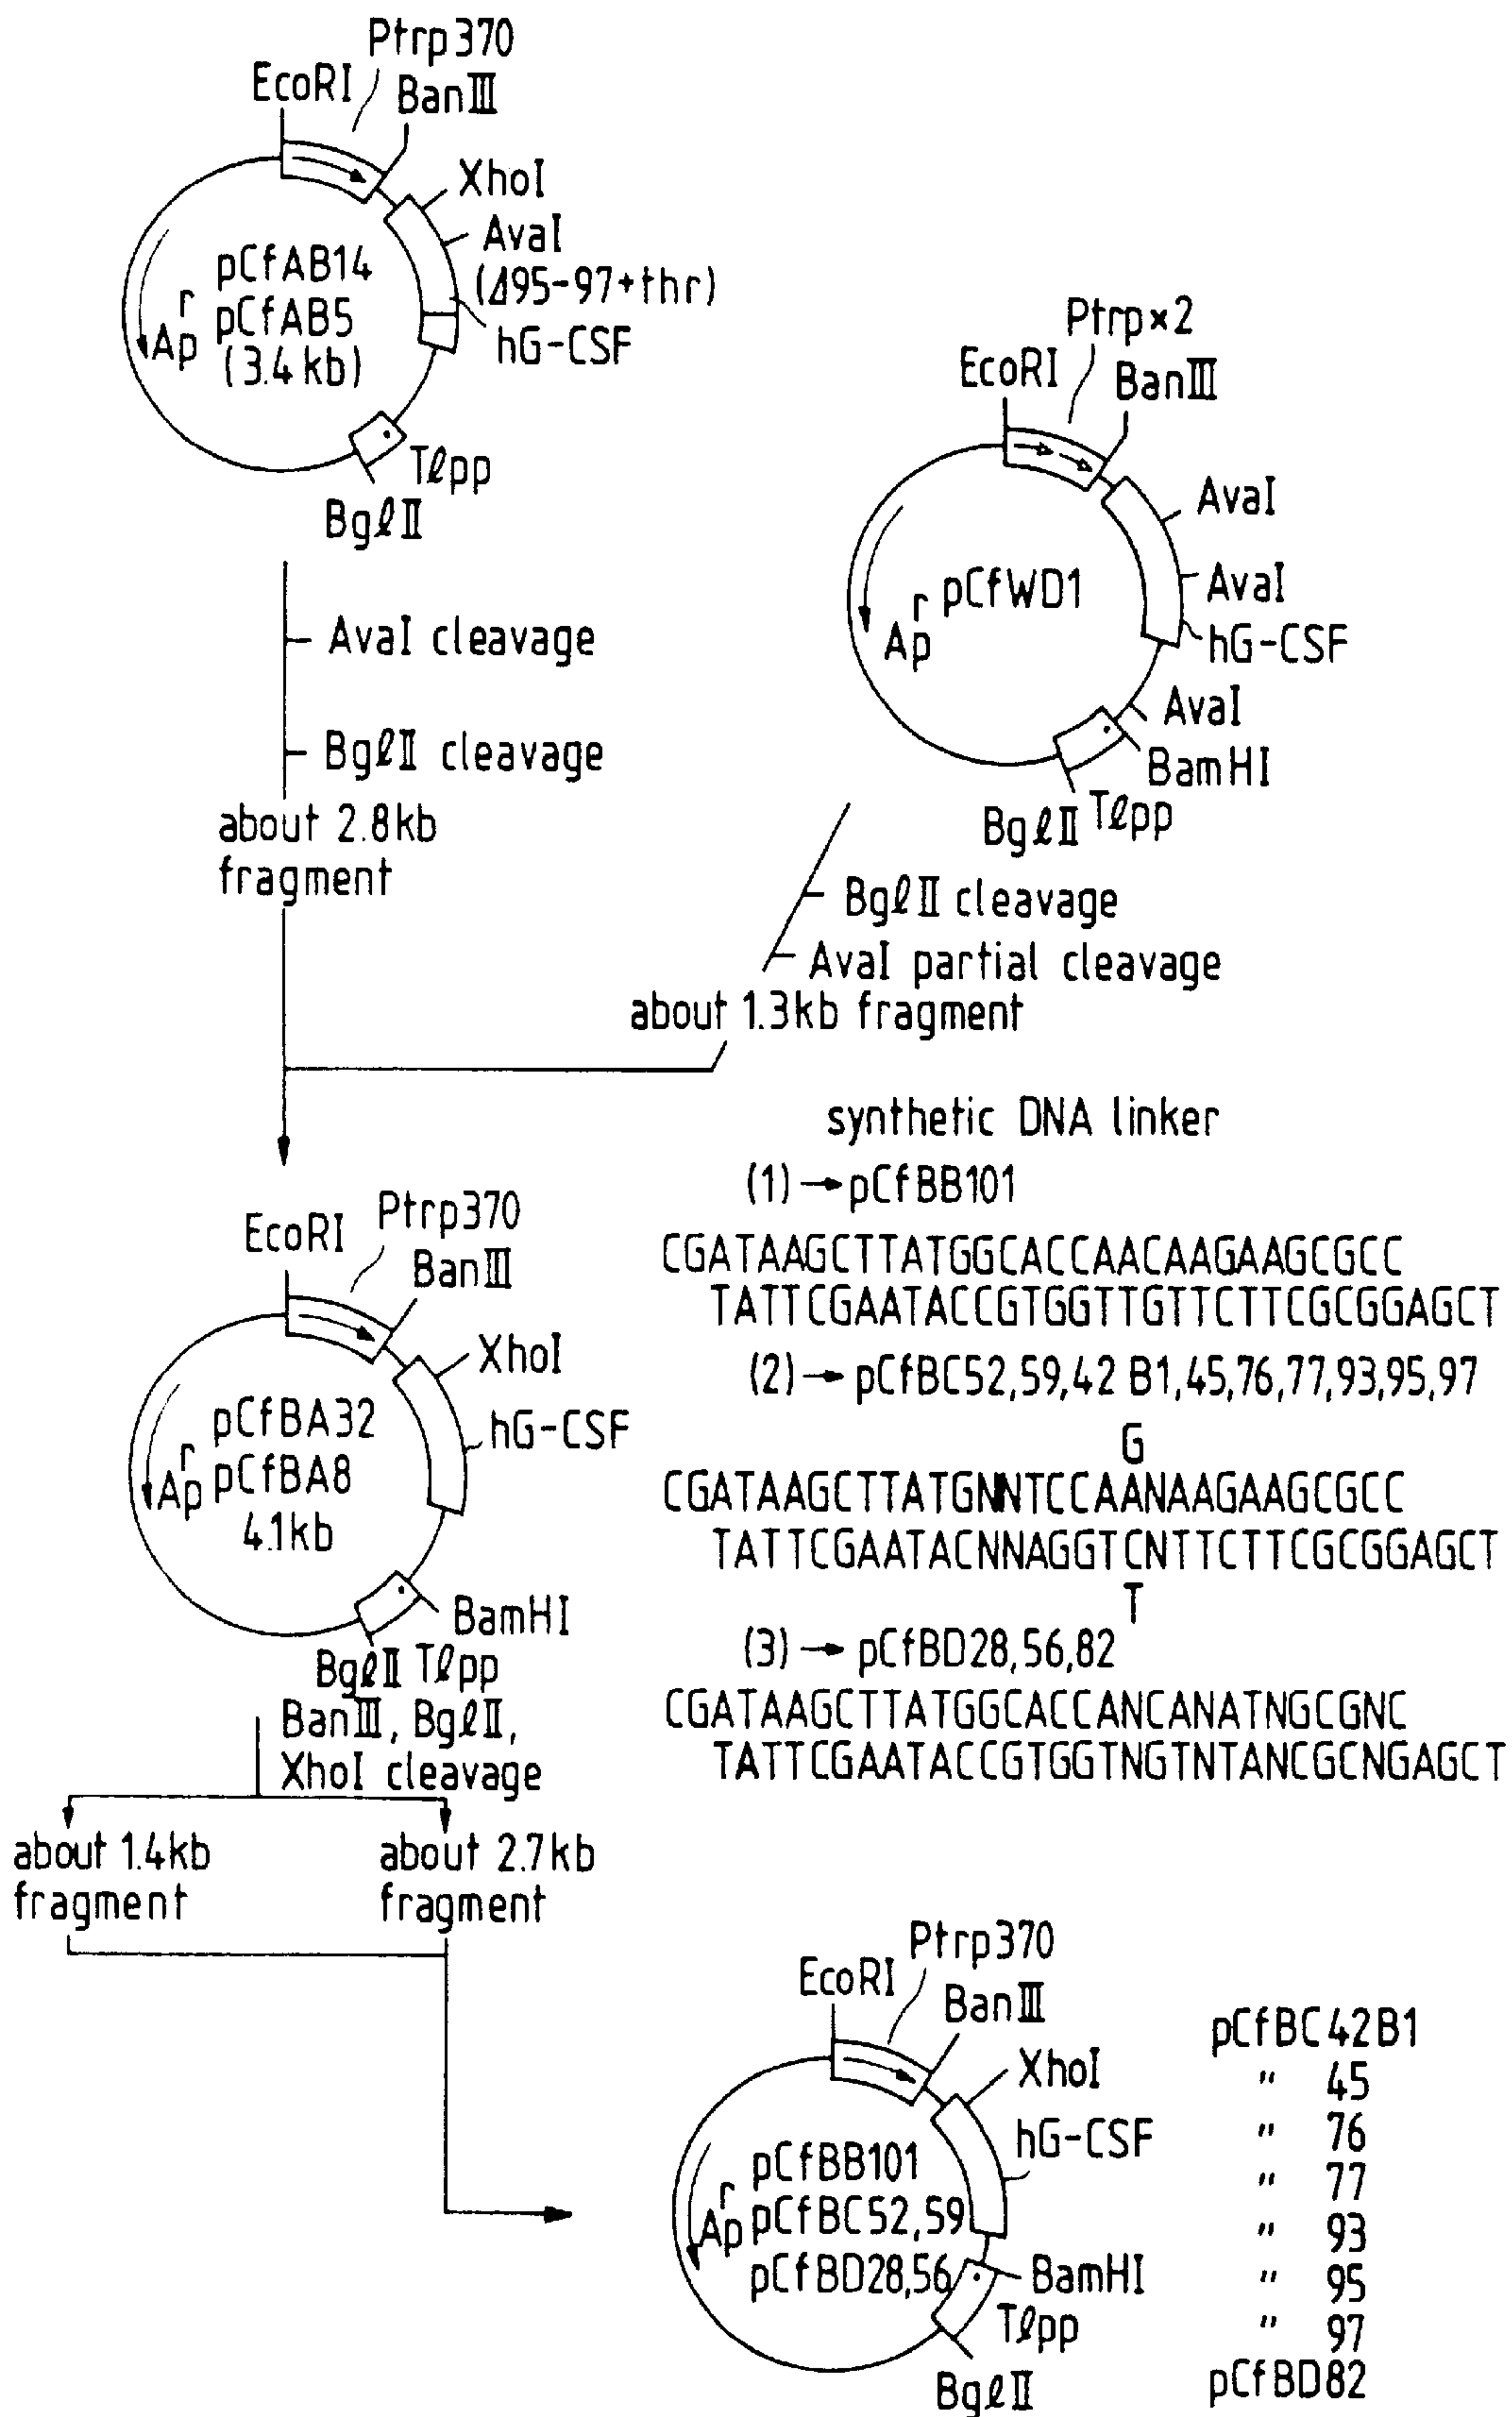 Ptrp370
EcoRI
BanⅢ
XhoI
AvaI
(Δ95-97+thr)
hG-CSF
pCfAB14
pCfAB5
(3.4kb)
Apr
Tℓpp
BgℓⅡ
Ptrp×2
EcoRI
BanⅢ
AvaI
AvaI
hG-CSF
pCfWD1
Apr
AvaI
BamHI
BgℓⅡ Tℓpp
AvaI cleavage
BgℓⅡ cleavage
about 2.8kb
fragment
BgℓⅡ cleavage
AvaI partial cleavage
about 1.3kb fragment
synthetic DNA linker
(1)→pCfBB101
CGATAAGCTTATGGCACCAACAAGAAGCGCC
TATTCGAATACCGTGGTTGTTCTTCGCGGAGCT
(2)→pCfBC52,59,42 B1,45,76,77,93,95,97
G
CGATAAGCTTATGNNTCCAANAAGAAGCGCC
TATTCGAATACNNAGGTCNTTCTTCGCGGAGCT
T
(3)→pCfBD28,56,82
CGATAAGCTTATGGCACCANCANATNGCGNC
TATTCGAATACCGTGGTNGTNTANCGCNGAGCT
Ptrp370
EcoRI
BanⅢ
XhoI
hG-CSF
pCfBA32
pCfBA8
4.1kb
Apr
BamHI
BgℓⅡ Tℓpp
BanⅢ, BgℓⅡ,
XhoI cleavage
about 1.4kb
fragment
about 2.7kb
fragment
Ptrp370
EcoRI
BanⅢ
XhoI
hG-CSF
pCfBB101
pCfBC52,59
pCfBD28,56
Apr
BamHI
Tℓpp
BgℓⅡ
pCfBC42B1
〃 45
〃 76
〃 77
〃 93
〃 95
〃 97
pCfBD82